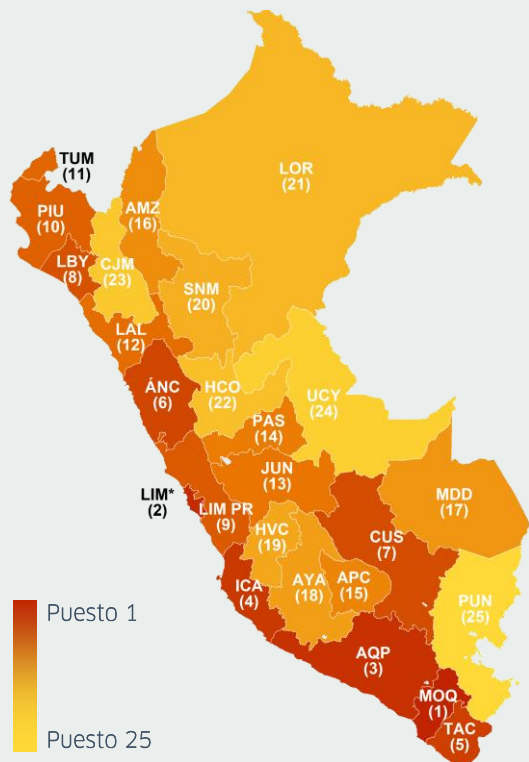 TUM
(11)
LOR
(21)
PIU
(10)
AMZ
(16)
LBY
(8)
CJM
(23)
SNM
(20)
LAL
(12)
ÁNC
(6)
HCO
(22)
UCY
(24)
PAS
(14)
JUN
(13)
LIM*
(2)
LIM PR
(9)
MDD
(17)
HVC
(19)
CUS
(7)
ICA
(4)
AYA
(18)
APC
(15)
PUN
(25)
AQP
(3)
MOQ
(1)
TAC
(5)
Puesto 1
Puesto 25